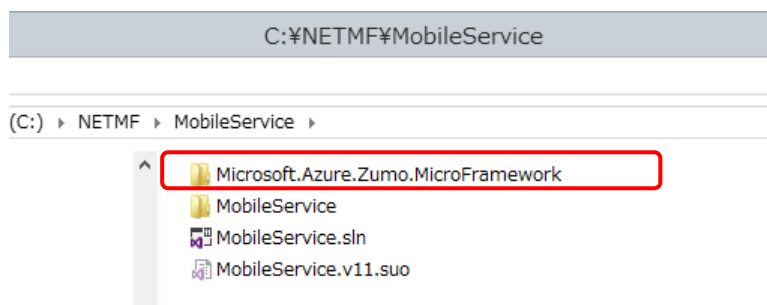 C:¥NETMF¥MobileService
(C:) ▸ NETMF ▸ MobileService ▸
Microsoft.Azure.Zumo.MicroFramework
MobileService
MobileService.sln
MobileService.v11.suo